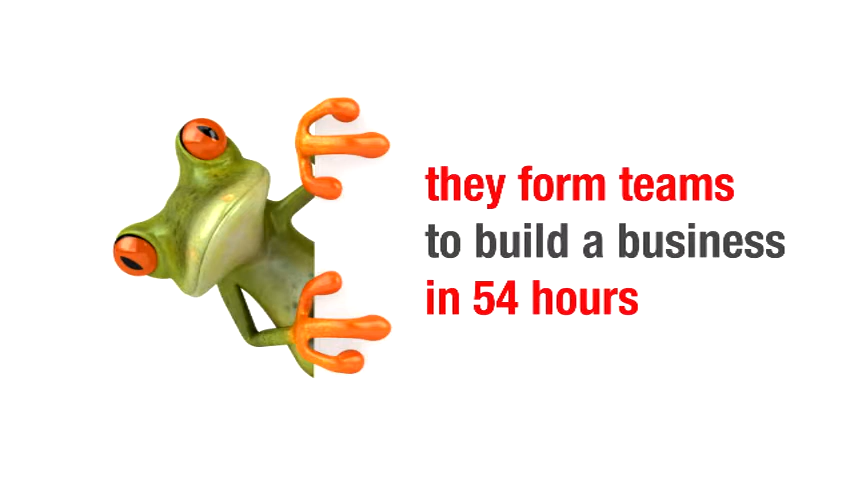 they form teams
to build a business
in 54 hours